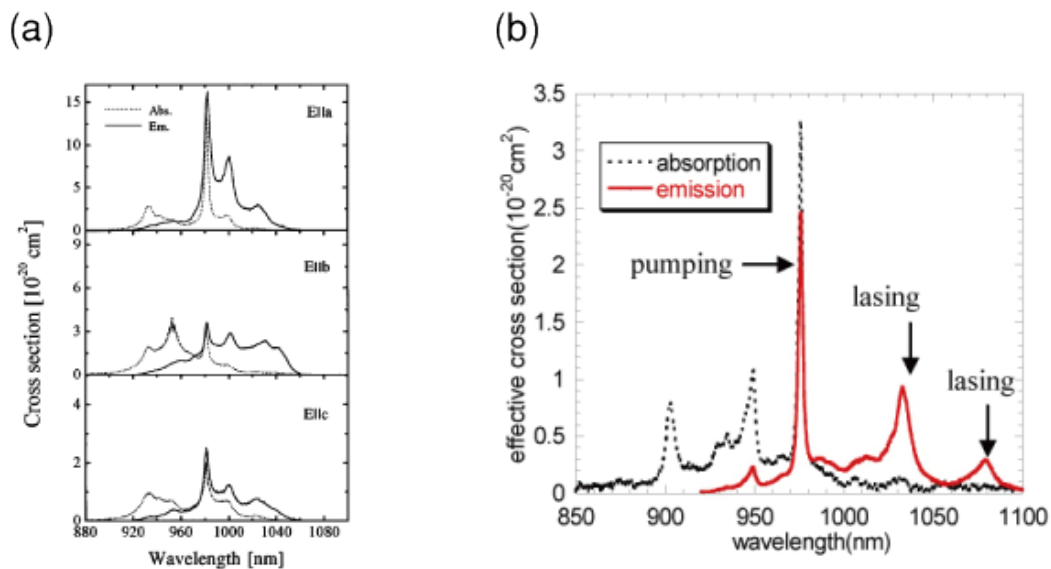 (a)
(b)
Abs.
Em.
E||a
15
10
5
0
E||b
9
6
3
0
E||c
4
2
0
Cross section [10-20 cm2]
880 920 960 1000 1040 1080
Wavelength [nm]
3.5
3
2.5
2
1.5
1
0.5
0
effective cross section(10-20cm2)
absorption
emission
pumping
lasing
lasing
850 900 950 1000 1050 1100
wavelength(nm)